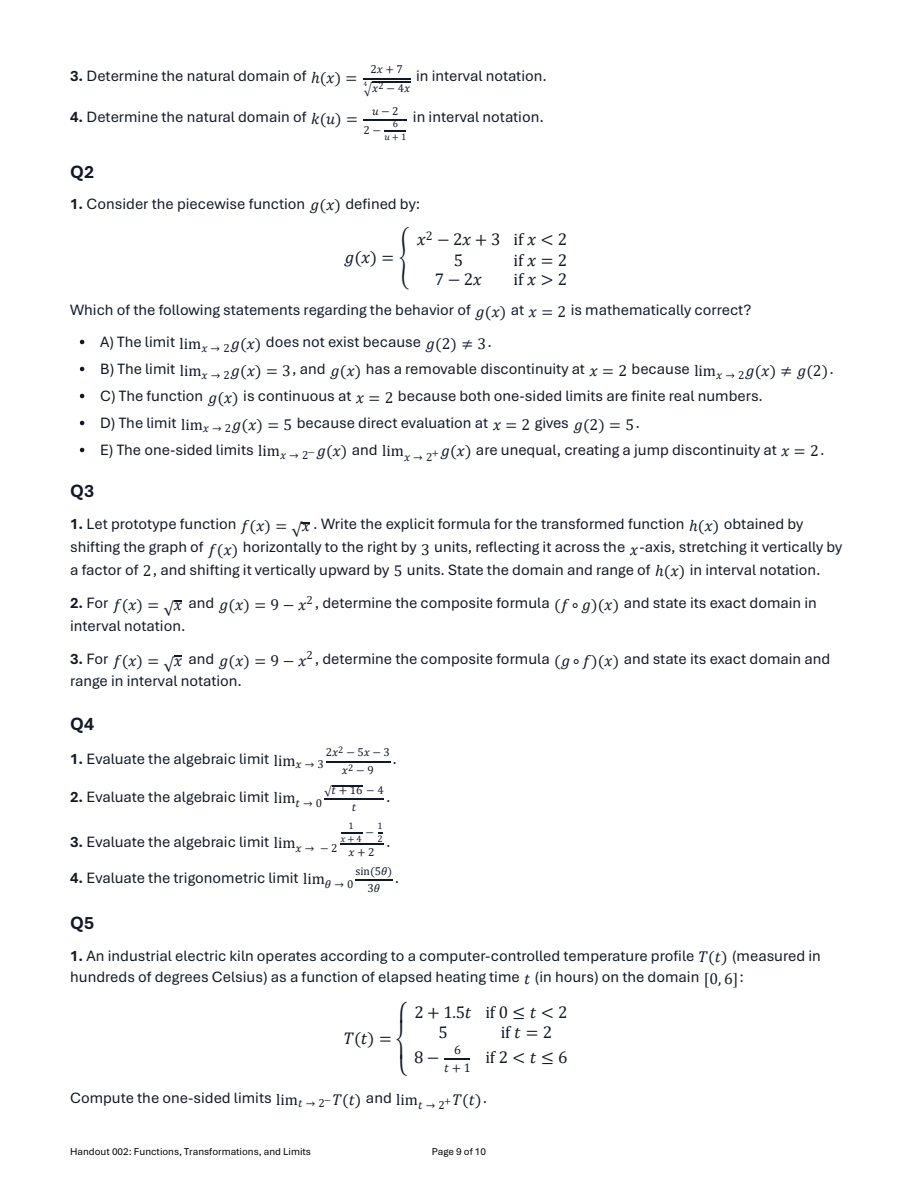 3. Determine the natural domain of h(x) = \frac{2x + 7}{\sqrt[4]{x^2 - 4x}} in interval notation.
4. Determine the natural domain of k(u) = \frac{u - 2}{2 - \frac{6}{u + 1}} in interval notation.
Q2
1. Consider the piecewise function g(x) defined by:
g(x) = { x² − 2x + 3 if x < 2
5 if x = 2
7 − 2x if x > 2
Which of the following statements regarding the behavior of g(x) at x = 2 is mathematically correct?
• A) The limit lim_{x → 2} g(x) does not exist because g(2) ≠ 3.
• B) The limit lim_{x → 2} g(x) = 3, and g(x) has a removable discontinuity at x = 2 because lim_{x → 2} g(x) ≠ g(2).
• C) The function g(x) is continuous at x = 2 because both one-sided limits are finite real numbers.
• D) The limit lim_{x → 2} g(x) = 5 because direct evaluation at x = 2 gives g(2) = 5.
• E) The one-sided limits lim_{x → 2⁻} g(x) and lim_{x → 2⁺} g(x) are unequal, creating a jump discontinuity at x = 2.
Q3
1. Let prototype function f(x) = √x. Write the explicit formula for the transformed function h(x) obtained by
shifting the graph of f(x) horizontally to the right by 3 units, reflecting it across the x-axis, stretching it vertically by
a factor of 2, and shifting it vertically upward by 5 units. State the domain and range of h(x) in interval notation.
2. For f(x) = √x and g(x) = 9 − x², determine the composite formula (f ∘ g)(x) and state its exact domain in
interval notation.
3. For f(x) = √x and g(x) = 9 − x², determine the composite formula (g ∘ f)(x) and state its exact domain and
range in interval notation.
Q4
1. Evaluate the algebraic limit lim_{x → 3} \frac{2x² − 5x − 3}{x² − 9}.
2. Evaluate the algebraic limit lim_{t → 0} \frac{\sqrt{t + 16} − 4}{t}.
3. Evaluate the algebraic limit lim_{x → −2} \frac{\frac{1}{x + 4} − \frac{1}{2}}{x + 2}.
4. Evaluate the trigonometric limit lim_{θ → 0} \frac{sin(5θ)}{3θ}.
Q5
1. An industrial electric kiln operates according to a computer-controlled temperature profile T(t) (measured in
hundreds of degrees Celsius) as a function of elapsed heating time t (in hours) on the domain [0, 6]:
T(t) = { 2 + 1.5t if 0 ≤ t < 2
5 if t = 2
8 − \frac{6}{t + 1} if 2 < t ≤ 6
Compute the one-sided limits lim_{t → 2⁻} T(t) and lim_{t → 2⁺} T(t).
Handout 002: Functions, Transformations, and Limits Page 9 of 10